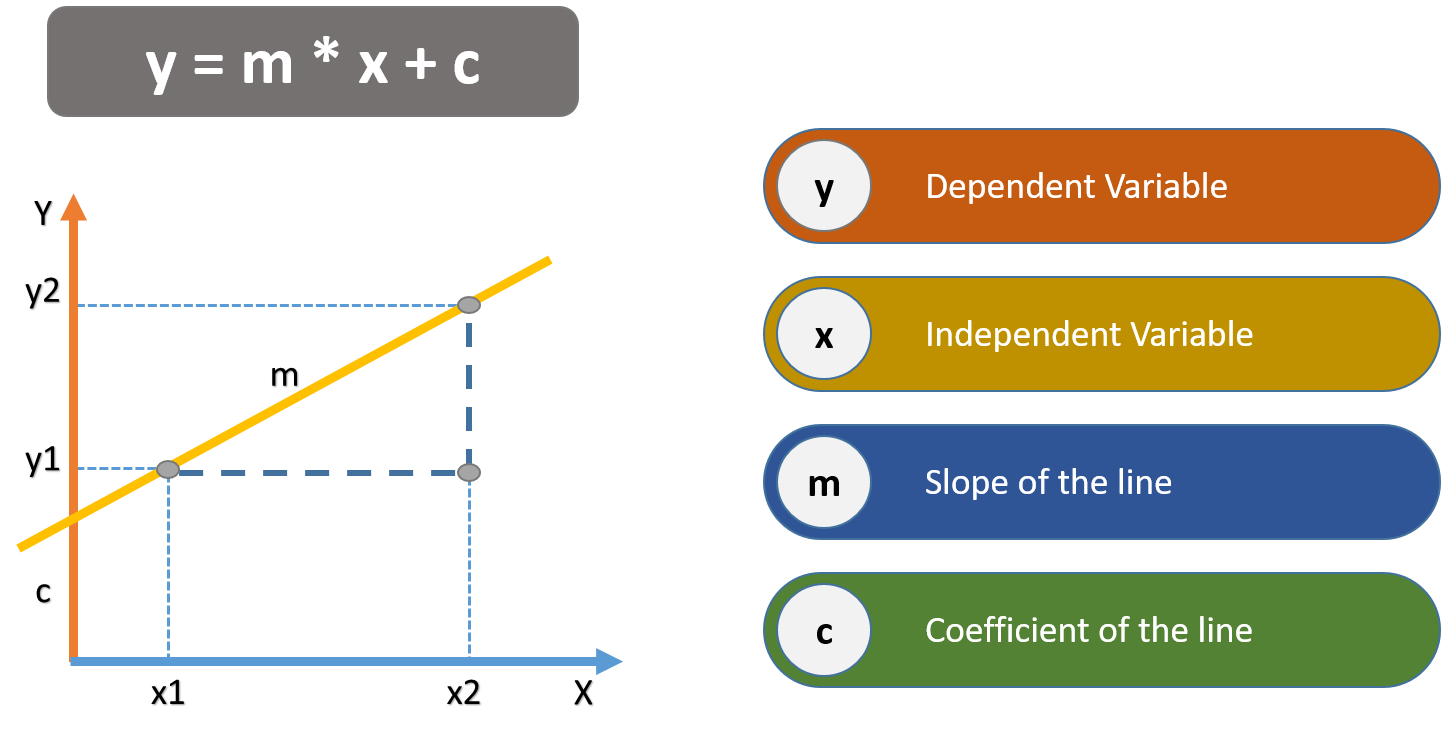 y = m * x + c
Y
y2
m
y1
c
x1
x2
X
y
Dependent Variable
x
Independent Variable
m
Slope of the line
c
Coefficient of the line